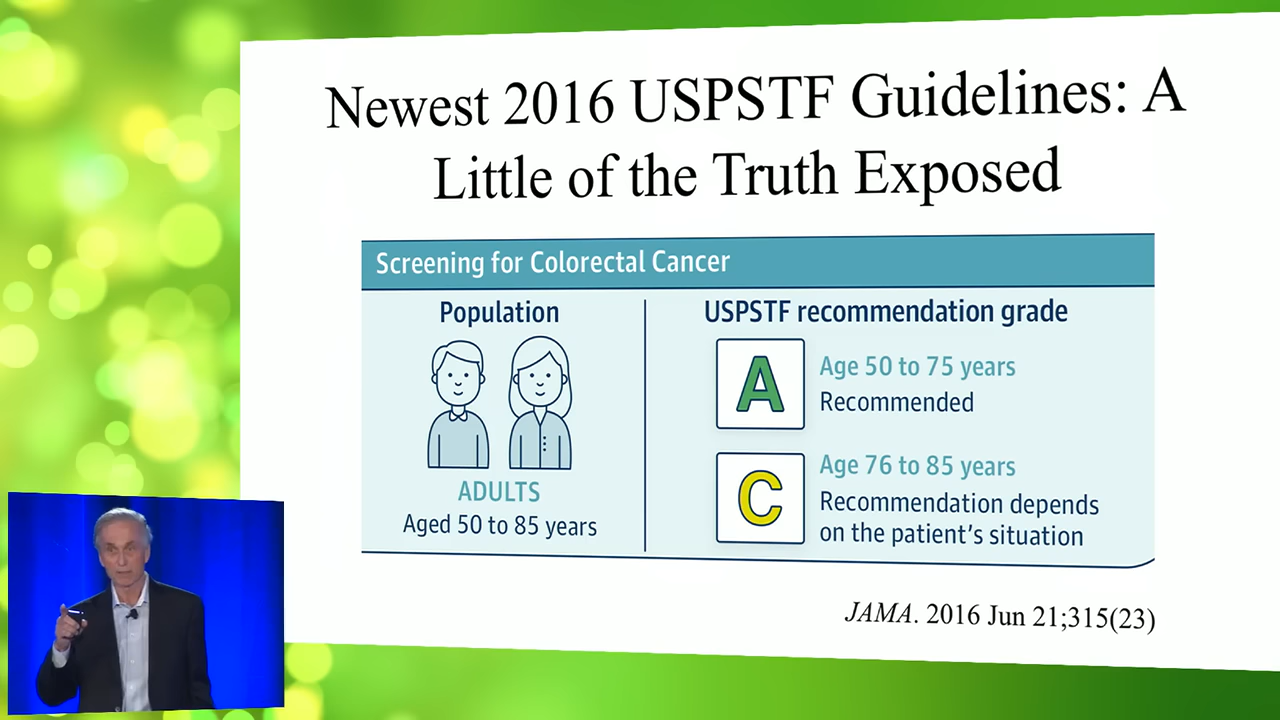 Newest 2016 USPSTF Guidelines: A
Little of the Truth Exposed
Screening for Colorectal Cancer
Population
ADULTS
Aged 50 to 85 years
USPSTF recommendation grade
A
Age 50 to 75 years
Recommended
C
Age 76 to 85 years
Recommendation depends
on the patient's situation
JAMA. 2016 Jun 21;315(23)